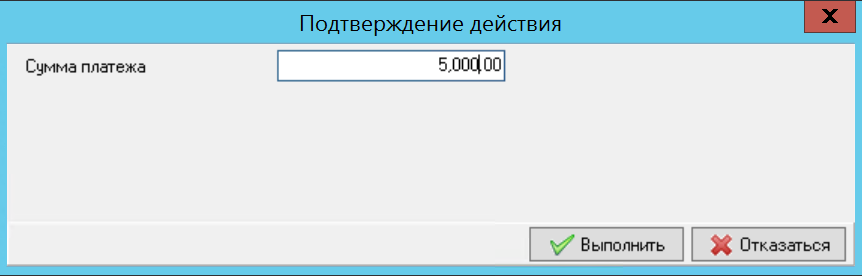 Подтверждение действия
x
Сумма платежа
5,000.00
Выполнить
Отказаться